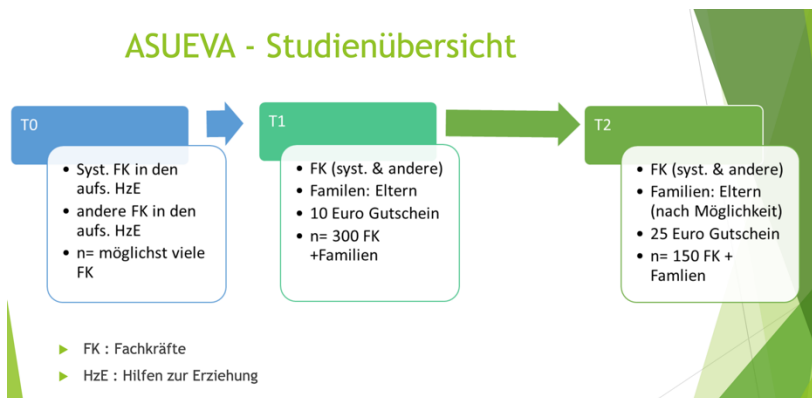 ASUEVA - Studienübersicht
T0
• Syst. FK in den
aufs. HzE
• andere FK in den
aufs. HzE
• n= möglichst viele
FK
T1
• FK (syst. & andere)
• Familen: Eltern
• 10 Euro Gutschein
• n= 300 FK
+Familien
T2
• FK (syst. & andere)
• Familien: Eltern
(nach Möglichkeit)
• 25 Euro Gutschein
• n= 150 FK +
Famlien
FK : Fachkräfte
HzE : Hilfen zur Erziehung